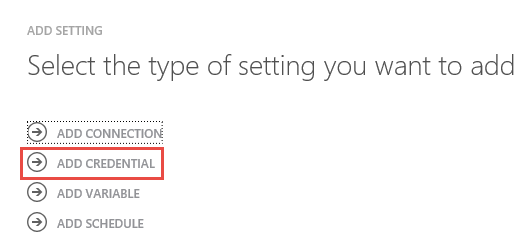 ADD SETTING
Select the type of setting you want to add
ADD CONNECTION
ADD CREDENTIAL
ADD VARIABLE
ADD SCHEDULE